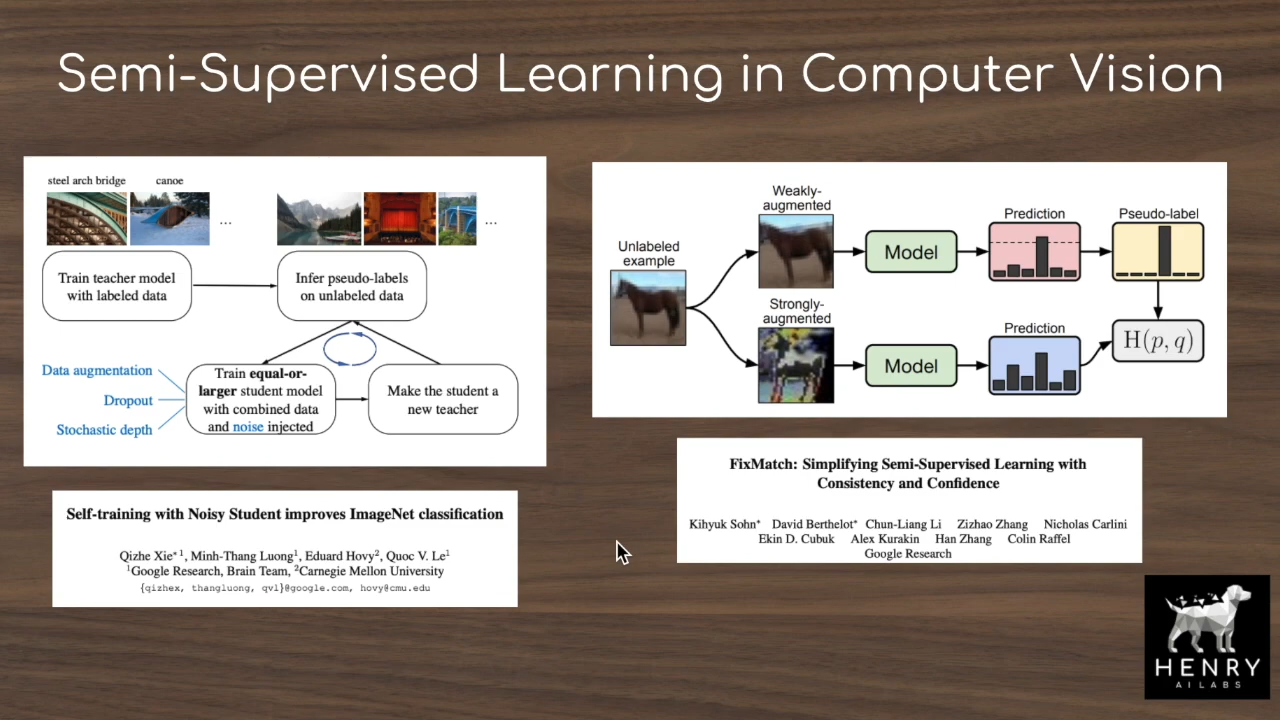 Semi-Supervised Learning in Computer Vision
steel arch bridge
canoe
...
...
Train teacher model
with labeled data
Infer pseudo-labels
on unlabeled data
Data augmentation
Dropout
Stochastic depth
Train equal-or-
larger student model
with combined data
and noise injected
Make the student a
new teacher
Self-training with Noisy Student improves ImageNet classification
Qizhe Xie* 1, Minh-Thang Luong1, Eduard Hovy2, Quoc V. Le1
1Google Research, Brain Team, 2Carnegie Mellon University
{qizhex, thangluong, qvl}@google.com, hovy@cmu.edu
Unlabeled
example
Weakly-
augmented
Model
Prediction
Pseudo-label
Strongly-
augmented
Model
Prediction
H(p, q)
FixMatch: Simplifying Semi-Supervised Learning with
Consistency and Confidence
Kihyuk Sohn* David Berthelot* Chun-Liang Li Zizhao Zhang Nicholas Carlini
Ekin D. Cubuk Alex Kurakin Han Zhang Colin Raffel
Google Research
HENRY
AI LABS